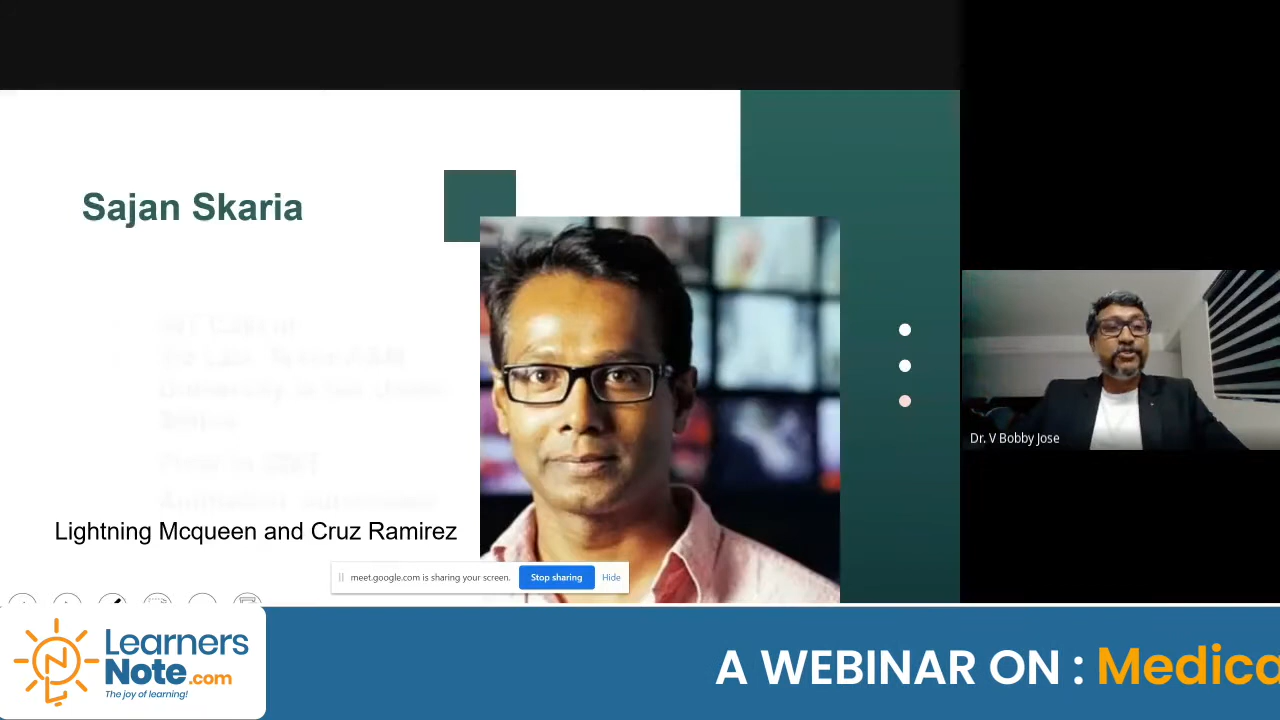 Sajan Skaria
Lightning Mcqueen and Cruz Ramirez
meet.google.com is sharing your screen.
Stop sharing
Hide
Dr. V Bobby Jose
Learners
Note.com
The joy of learning!
A WEBINAR ON : Medica